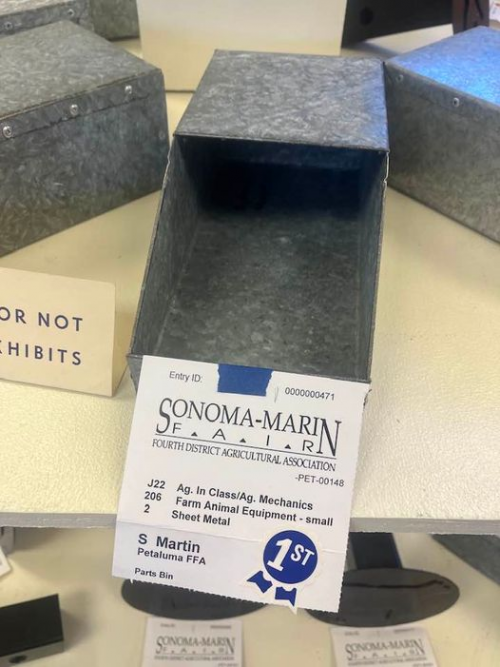 OR NOT
XHIBITS
Entry ID: 0000000471
SONOMA-MARIN
F.A.I.R
FOURTH DISTRICT AGRICULTURAL ASSOCIATION
-PET-00148
J22 Ag. In Class/Ag. Mechanics
206 Farm Animal Equipment - small
2 Sheet Metal
S Martin
Petaluma FFA
Parts Bin
1ST
SONOMA-MARIN
SONOMA-MARIN